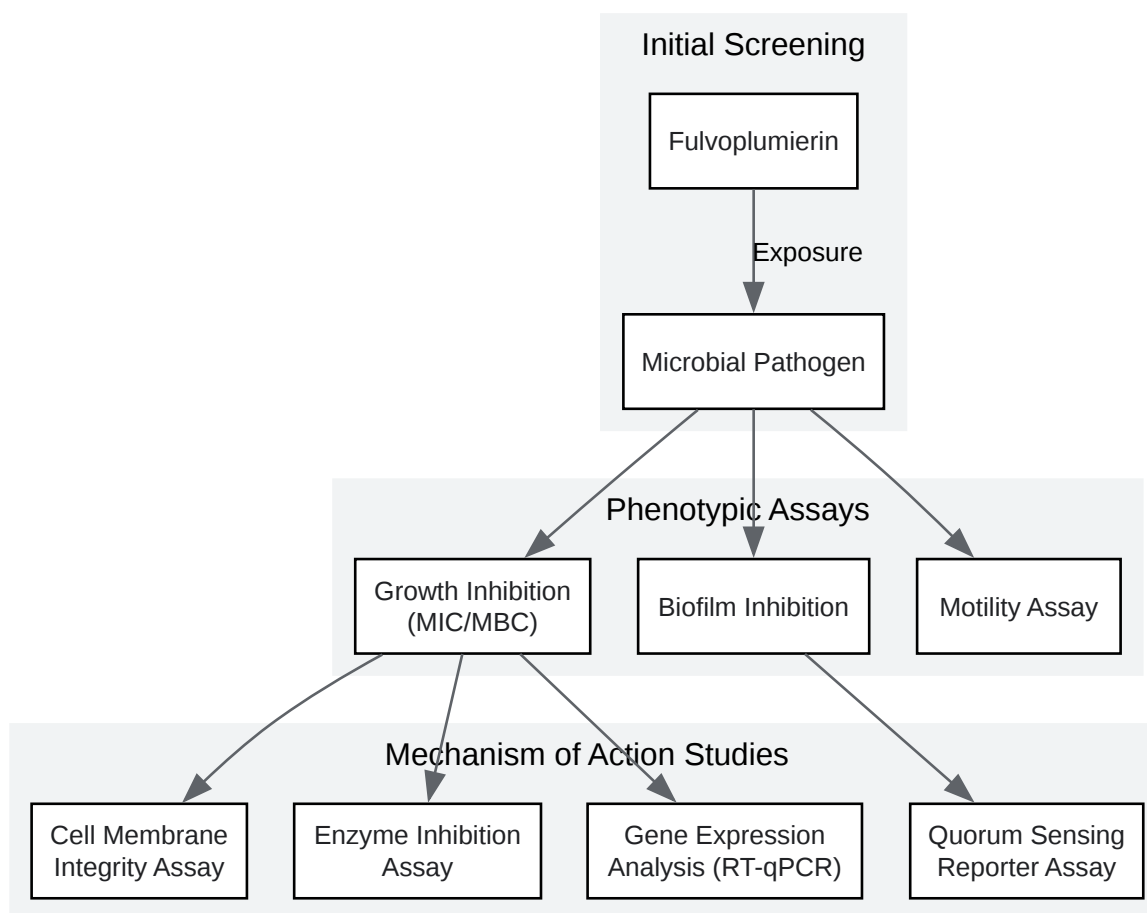 Initial Screening
Fulvoplumierin
Exposure
Microbial Pathogen
Phenotypic Assays
Growth Inhibition
(MIC/MBC)
Biofilm Inhibition
Motility Assay
Mechanism of Action Studies
Cell Membrane
Integrity Assay
Enzyme Inhibition
Assay
Gene Expression
Analysis (RT-qPCR)
Quorum Sensing
Reporter Assay